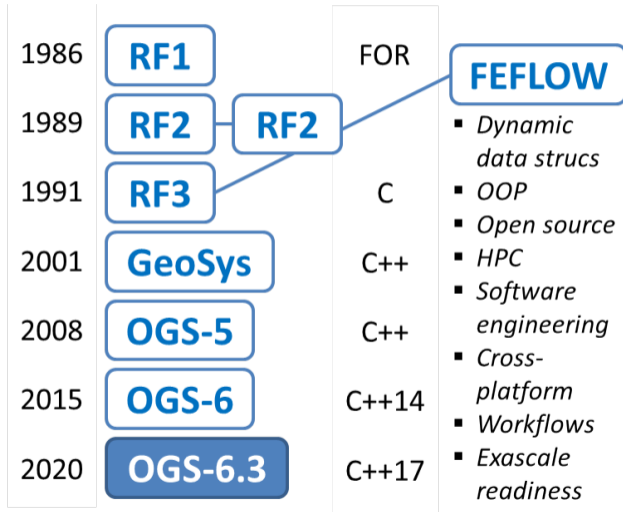 1986 RF1 FOR
FEFLOW
1989 RF2 RF2
1991 RF3 C
2001 GeoSys C++
2008 OGS-5 C++
2015 OGS-6 C++14
2020 OGS-6.3 C++17
▪ Dynamic
data strucs
▪ OOP
▪ Open source
▪ HPC
▪ Software
engineering
▪ Cross-
platform
▪ Workflows
▪ Exascale
readiness